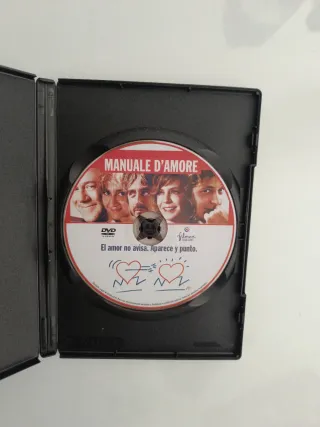 MANUALE D'AMORE
DVD
El amor no avisa. Aparece y punto.